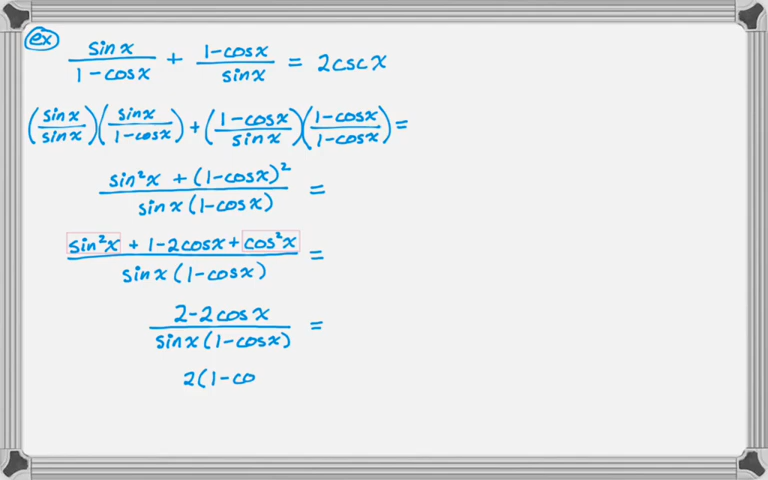 ex sin x / 1 - cos x + 1 - cos x / sin x = 2 csc x
(sin x / sin x)(sin x / 1 - cos x) + (1 - cos x / sin x)(1 - cos x / 1 - cos x) =
sin²x + (1 - cos x)² / sin x (1 - cos x) =
sin²x + 1 - 2cos x + cos²x / sin x (1 - cos x) =
2 - 2cos x / sin x (1 - cos x) =
2(1 - co